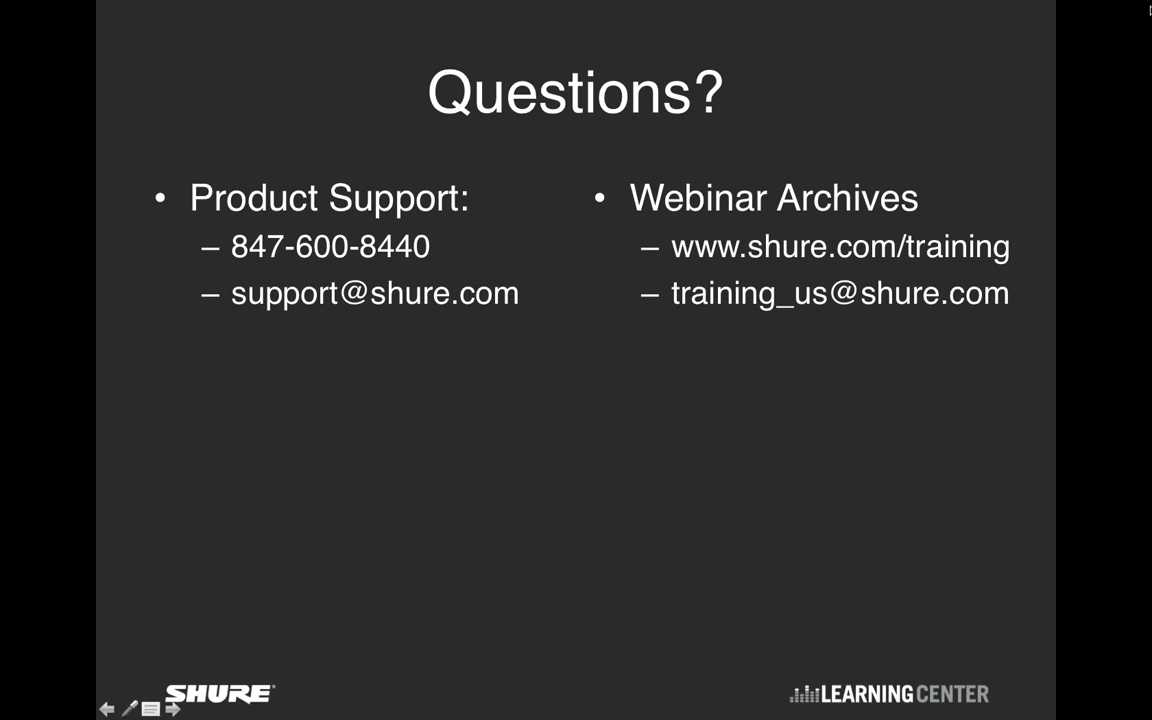 Questions?
• Product Support:
– 847-600-8440
– support@shure.com
• Webinar Archives
– www.shure.com/training
– training_us@shure.com
SHURE
LEARNING CENTER